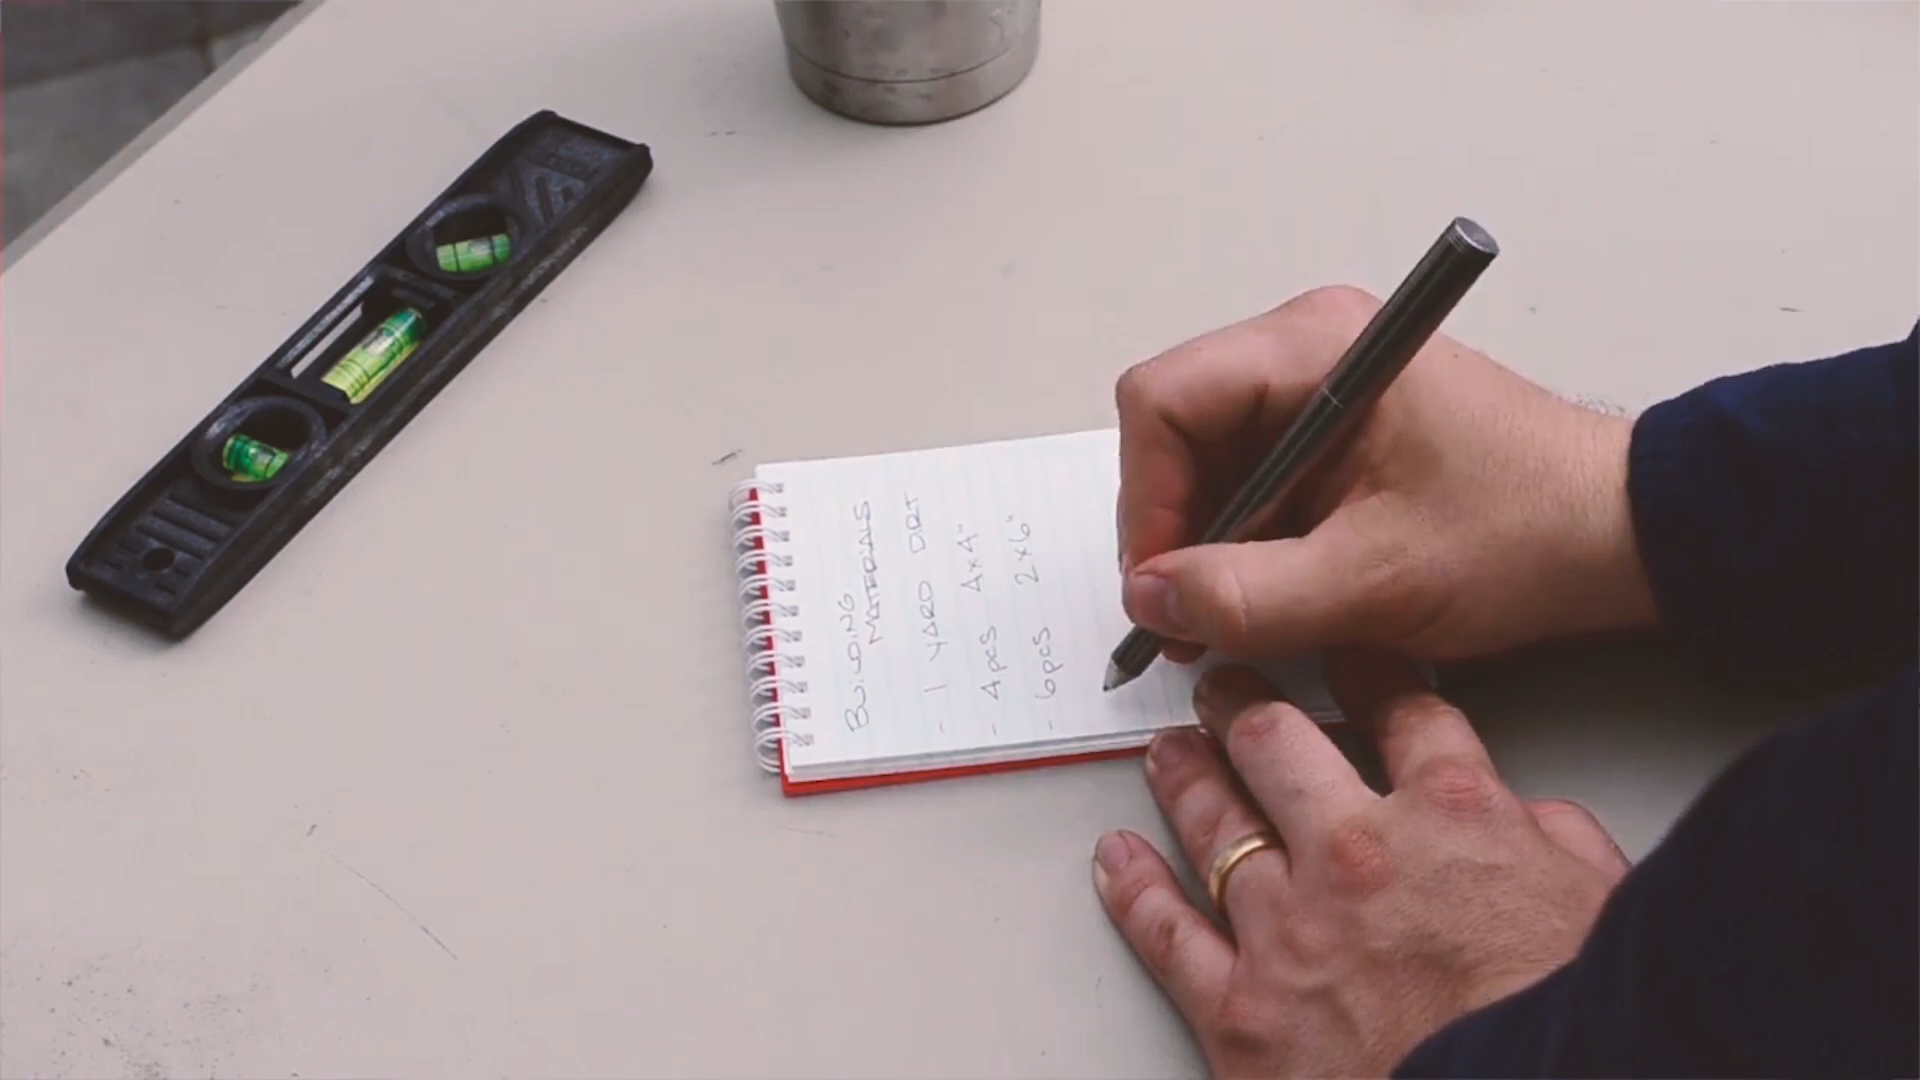 BUILDING
MATERIALS
- 1 YARD DIRT
- 4pcs 4x4"
- 6pcs 2x6"